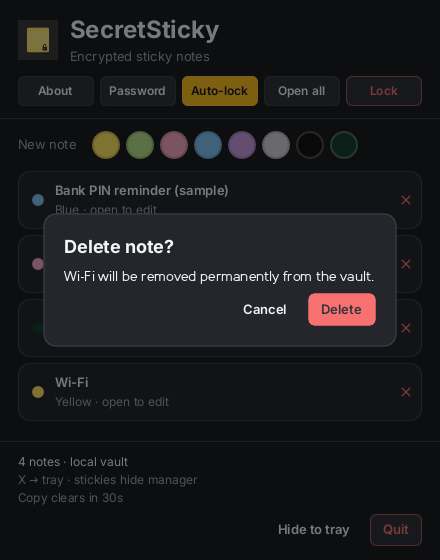 SecretSticky
Encrypted sticky notes
About Password Auto-lock Open all Lock
New note
Bank PIN reminder (sample)
Blue · open to edit
Delete note?
Wi-Fi will be removed permanently from the vault.
Cancel Delete
Wi-Fi
Yellow · open to edit
4 notes · local vault
X → tray · stickies hide manager
Copy clears in 30s
Hide to tray Quit